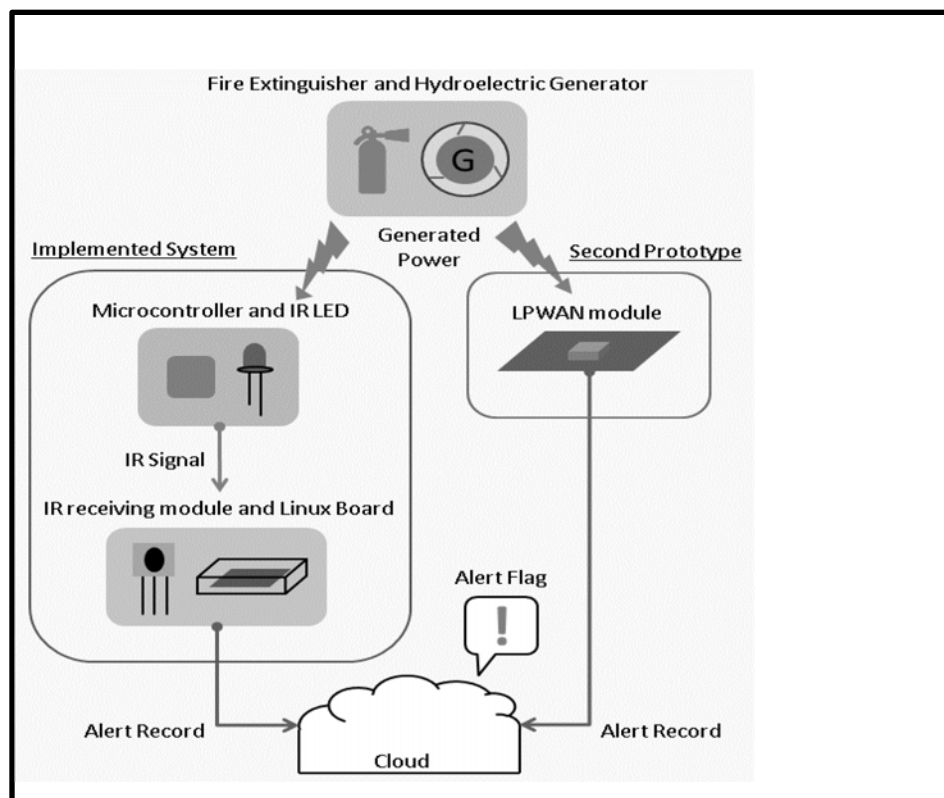 Fire Extinguisher and Hydroelectric Generator
G
Generated
Power
Implemented System
Second Prototype
Microcontroller and IR LED
LPWAN module
IR Signal
IR receiving module and Linux Board
Alert Flag
!
Alert Record
Alert Record
Cloud